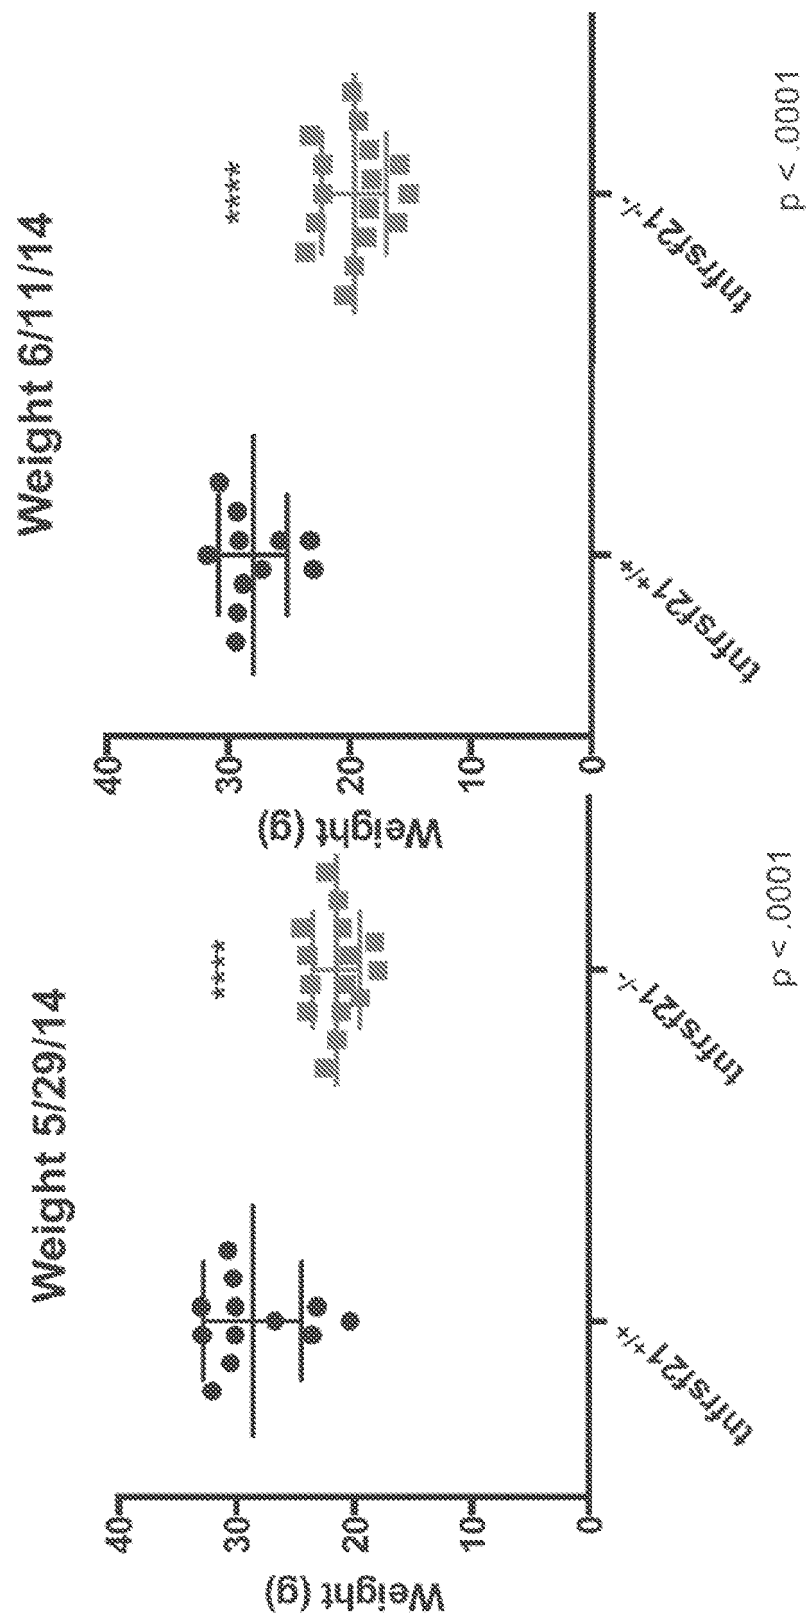 Weight 5/29/14
Weight (g)
40
30
20
10
0
****
tnfrsf21+/+
tnfrsf21-/-
p < .0001
Weight 6/11/14
Weight (g)
40
30
20
10
0
****
tnfrsf21+/+
tnfrsf21-/-
p < .0001